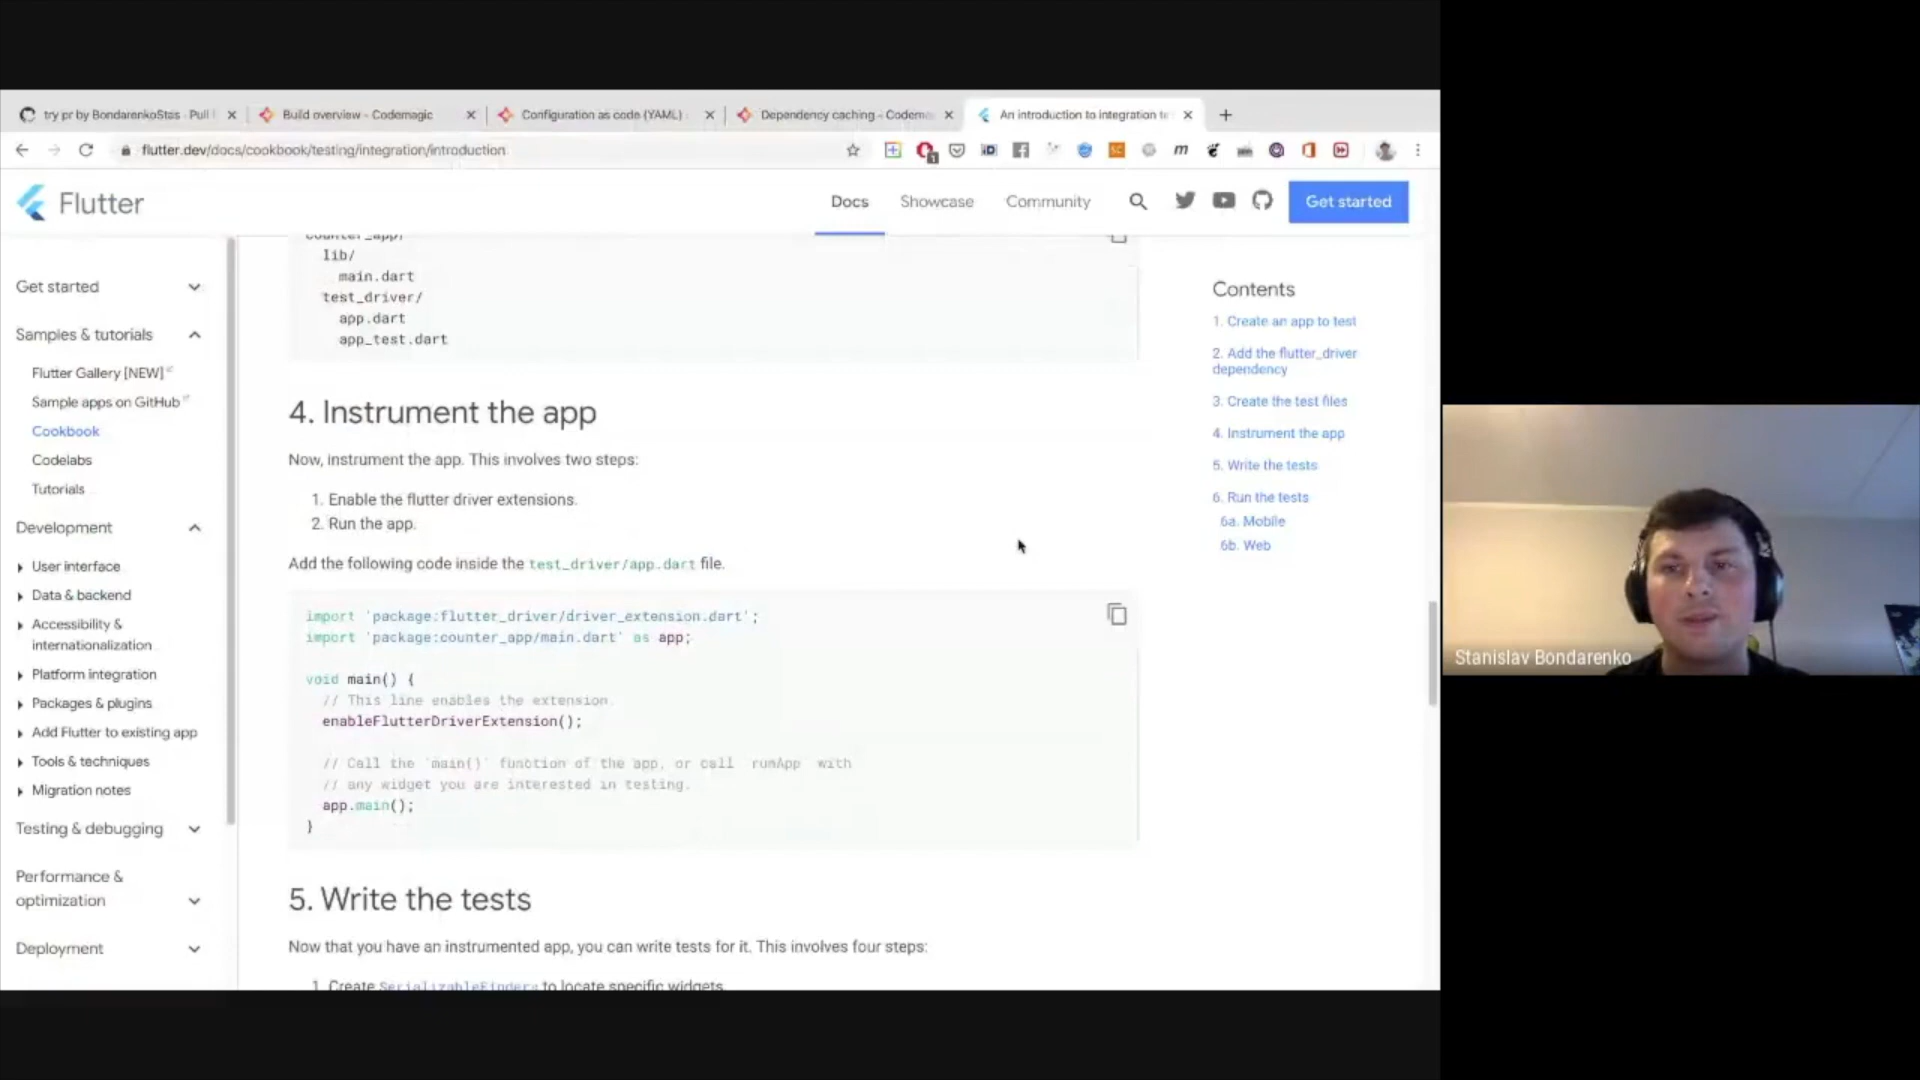 try pr by BondarenkoStas · Pull
Build overview - Codemagic
Configuration as code (YAML)
Dependency caching - Codem
An introduction to integration te
flutter.dev/docs/cookbook/testing/integration/introduction
Flutter
Docs
Showcase
Community
Get started
Get started
Samples & tutorials
Flutter Gallery [NEW]
Sample apps on GitHub
Cookbook
Codelabs
Tutorials
Development
User interface
Data & backend
Accessibility &
internationalization
Platform integration
Packages & plugins
Add Flutter to existing app
Tools & techniques
Migration notes
Testing & debugging
Performance &
optimization
Deployment
counter_app/
lib/
main.dart
test_driver/
app.dart
app_test.dart
4. Instrument the app
Now, instrument the app. This involves two steps:
1. Enable the flutter driver extensions.
2. Run the app.
Add the following code inside the test_driver/app.dart file.
import 'package:flutter_driver/driver_extension.dart';
import 'package:counter_app/main.dart' as app;
void main() {
// This line enables the extension.
enableFlutterDriverExtension();
// Call the `main()` function of the app, or call `runApp` with
// any widget you are interested in testing.
app.main();
}
5. Write the tests
Now that you have an instrumented app, you can write tests for it. This involves four steps:
1. Create SerializableFinders to locate specific widgets
Contents
1. Create an app to test
2. Add the flutter_driver
dependency
3. Create the test files
4. Instrument the app
5. Write the tests
6. Run the tests
6a. Mobile
6b. Web
Stanislav Bondarenko